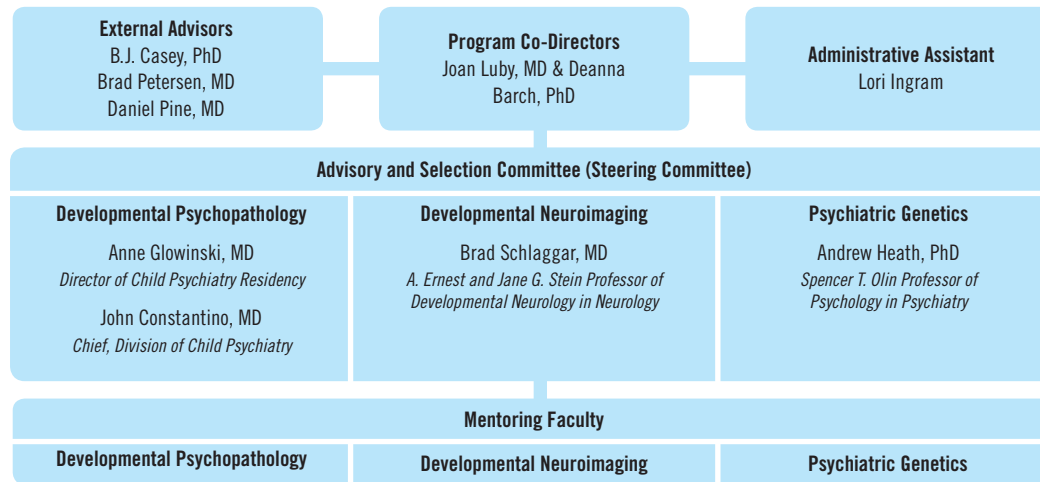 External Advisors
B.J. Casey, PhD
Brad Petersen, MD
Daniel Pine, MD
Program Co-Directors
Joan Luby, MD & Deanna
Barch, PhD
Administrative Assistant
Lori Ingram
Advisory and Selection Committee (Steering Committee)
Developmental Psychopathology
Anne Glowinski, MD
Director of Child Psychiatry Residency
John Constantino, MD
Chief, Division of Child Psychiatry
Developmental Neuroimaging
Brad Schlaggar, MD
A. Ernest and Jane G. Stein Professor of
Developmental Neurology in Neurology
Psychiatric Genetics
Andrew Heath, PhD
Spencer T. Olin Professor of
Psychology in Psychiatry
Mentoring Faculty
Developmental Psychopathology
Developmental Neuroimaging
Psychiatric Genetics